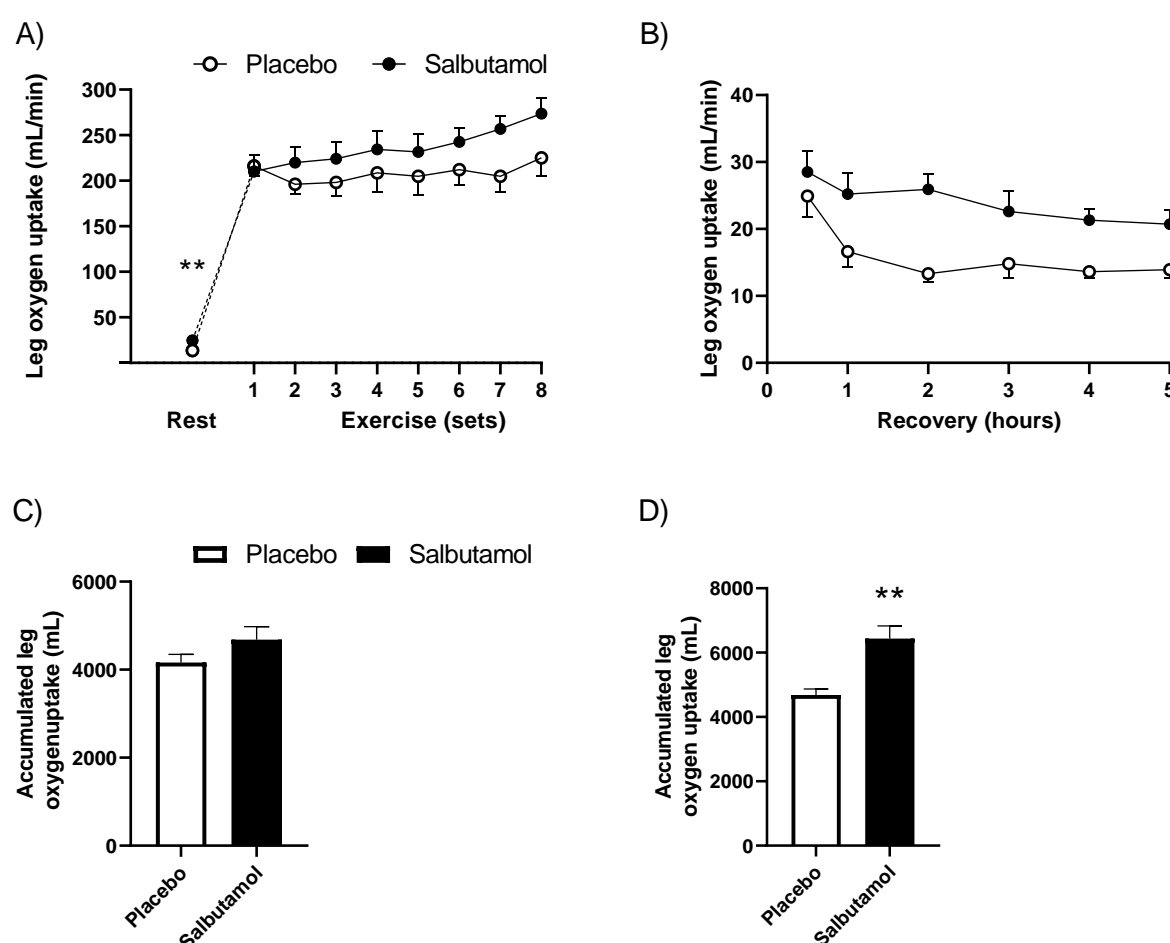 A)
Placebo
Salbutamol
Leg oxygen uptake (mL/min)
300
250
200
150
100
50
**
1 2 3 4 5 6 7 8
Rest
Exercise (sets)
B)
Leg oxygen uptake (mL/min)
40
30
20
10
0
0 1 2 3 4 5
Recovery (hours)
C)
Placebo
Salbutamol
Accumulated leg
oxygenuptake (mL)
6000
4000
2000
0
Placebo
Salbutamol
D)
Accumulated leg
oxygen uptake (mL)
8000
6000
4000
2000
0
**
Placebo
Salbutamol